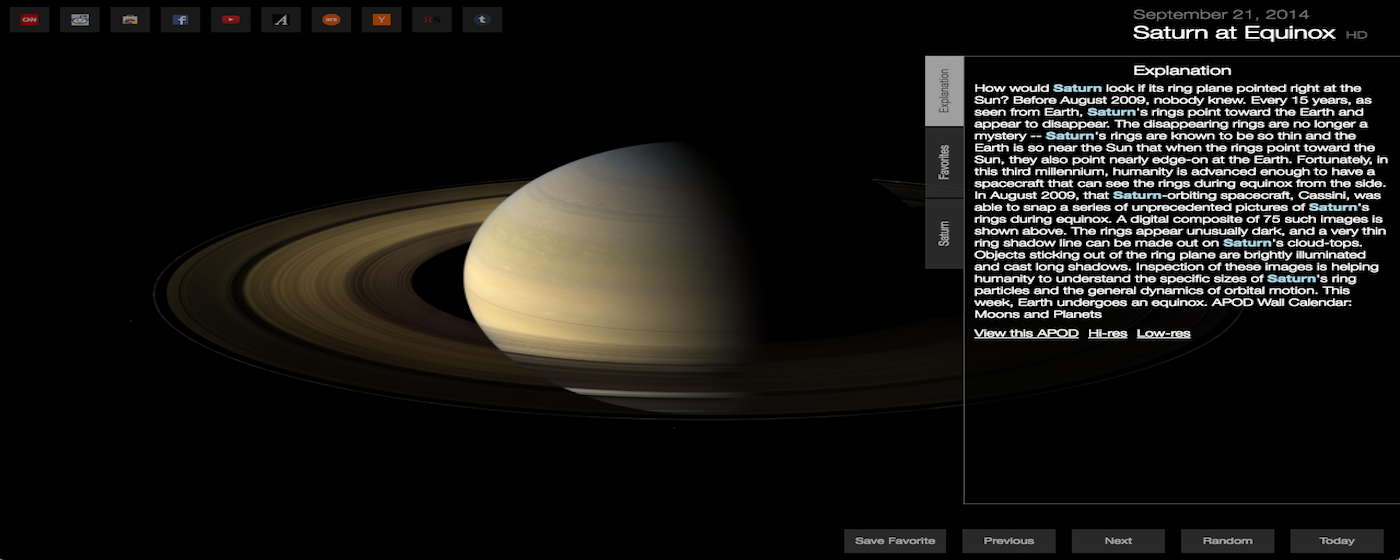 CNN
A
ars
Y
RS
t
September 21, 2014
Saturn at Equinox HD
Explanation
Favorites
Saturn
Explanation
How would Saturn look if its ring plane pointed right at the
Sun? Before August 2009, nobody knew. Every 15 years, as
seen from Earth, Saturn's rings point toward the Earth and
appear to disappear. The disappearing rings are no longer a
mystery -- Saturn's rings are known to be so thin and the
Earth is so near the Sun that when the rings point toward the
Sun, they also point nearly edge-on at the Earth. Fortunately, in
this third millennium, humanity is advanced enough to have a
spacecraft that can see the rings during equinox from the side.
In August 2009, that Saturn-orbiting spacecraft, Cassini, was
able to snap a series of unprecedented pictures of Saturn's
rings during equinox. A digital composite of 75 such images is
shown above. The rings appear unusually dark, and a very thin
ring shadow line can be made out on Saturn's cloud-tops.
Objects sticking out of the ring plane are brightly illuminated
and cast long shadows. Inspection of these images is helping
humanity to understand the specific sizes of Saturn's ring
particles and the general dynamics of orbital motion. This
week, Earth undergoes an equinox. APOD Wall Calendar:
Moons and Planets
View this APOD Hi-res Low-res
Save Favorite Previous Next Random Today